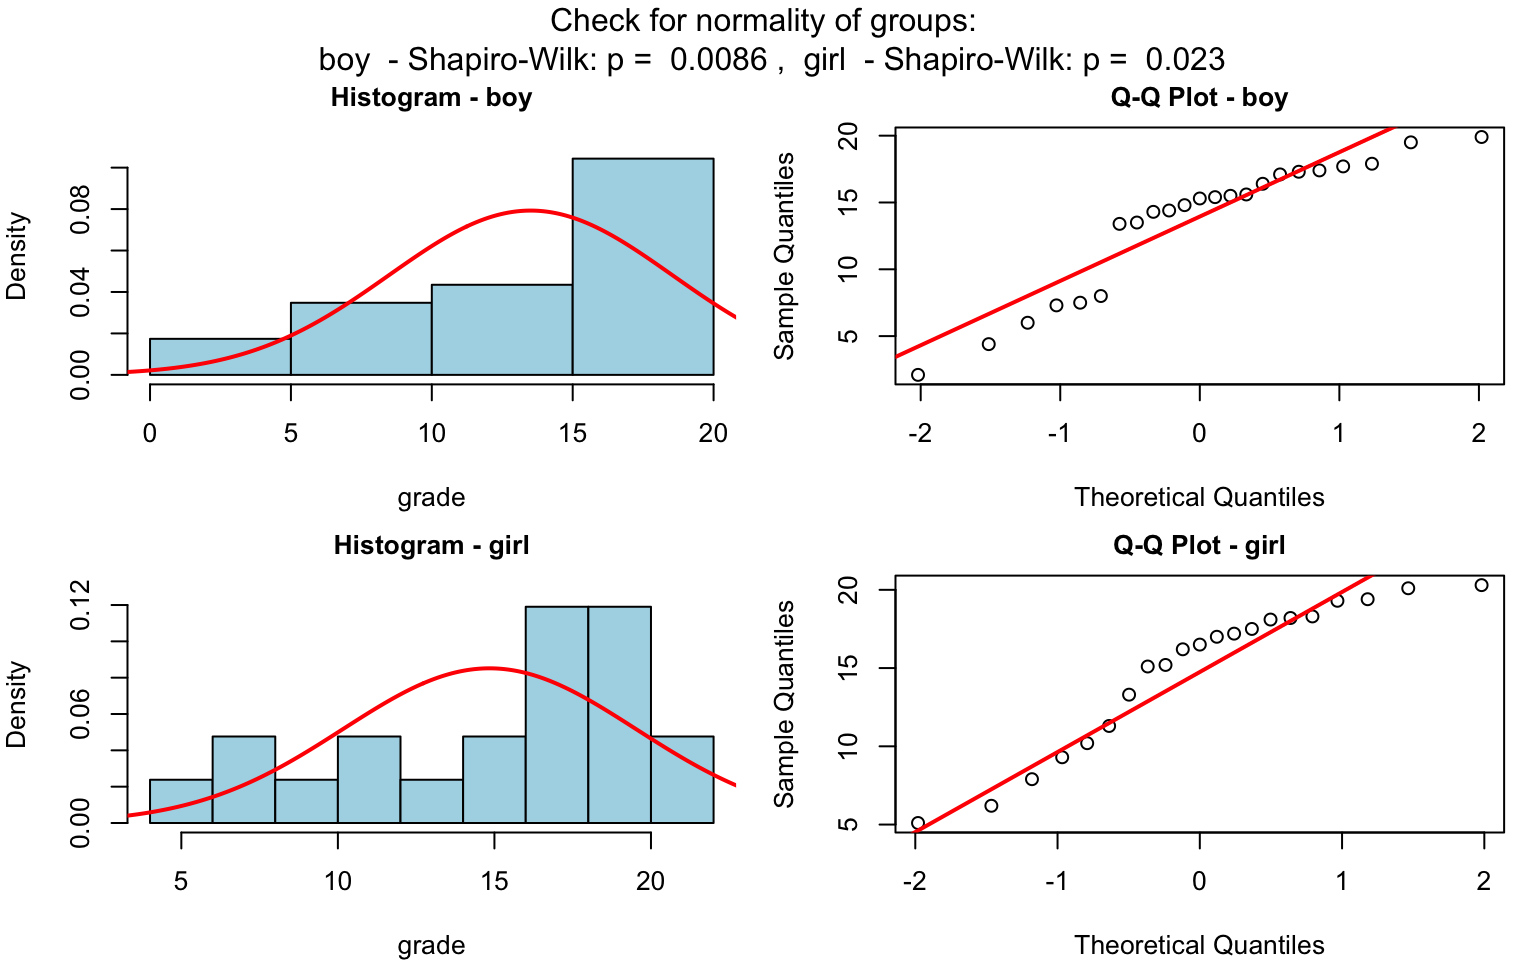 Check for normality of groups:
boy  - Shapiro-Wilk: p =  0.0086 ,  girl  - Shapiro-Wilk: p =  0.023
Histogram - boy
Density
0.00 0.04 0.08
0 5 10 15 20
grade
Q-Q Plot - boy
Sample Quantiles
5 10 15 20
-2 -1 0 1 2
Theoretical Quantiles
Histogram - girl
Density
0.00 0.06 0.12
5 10 15 20
grade
Q-Q Plot - girl
Sample Quantiles
5 10 15 20
-2 -1 0 1 2
Theoretical Quantiles